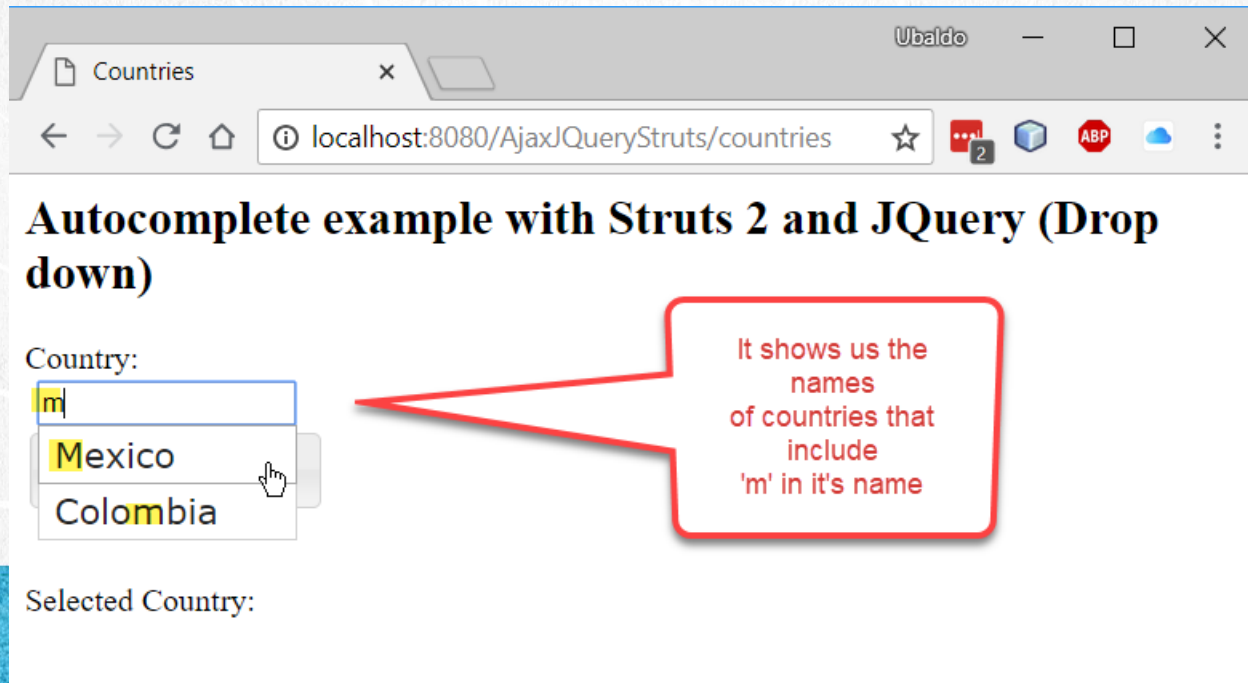 Ubaldo
Countries
localhost:8080/AjaxJQueryStruts/countries
2
ABP
Autocomplete example with Struts 2 and JQuery (Drop
down)
Country:
m
Mexico
Colombia
It shows us the
names
of countries that
include
'm' in it's name
Selected Country: